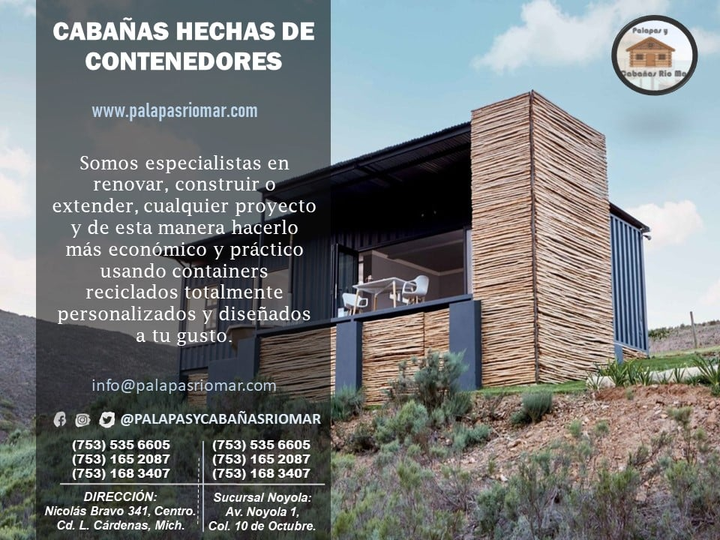 CABAÑAS HECHAS DE
CONTENEDORES
www.palapasriomar.com
Somos especialistas en
renovar, construir o
extender, cualquier proyecto
y de esta manera hacerlo
más económico y práctico
usando containers
reciclados totalmente
personalizados y diseñados
a tu gusto.
info@palapasriomar.com
@PALAPASYCABAÑASRIOMAR
(753) 535 6605
(753) 165 2087
(753) 168 3407
DIRECCIÓN:
Nicolás Bravo 341, Centro.
Cd. L. Cárdenas, Mich.
(753) 535 6605
(753) 165 2087
(753) 168 3407
Sucursal Noyola:
Av. Noyola 1,
Col. 10 de Octubre.
Palapas y
Cabañas Rio Ma